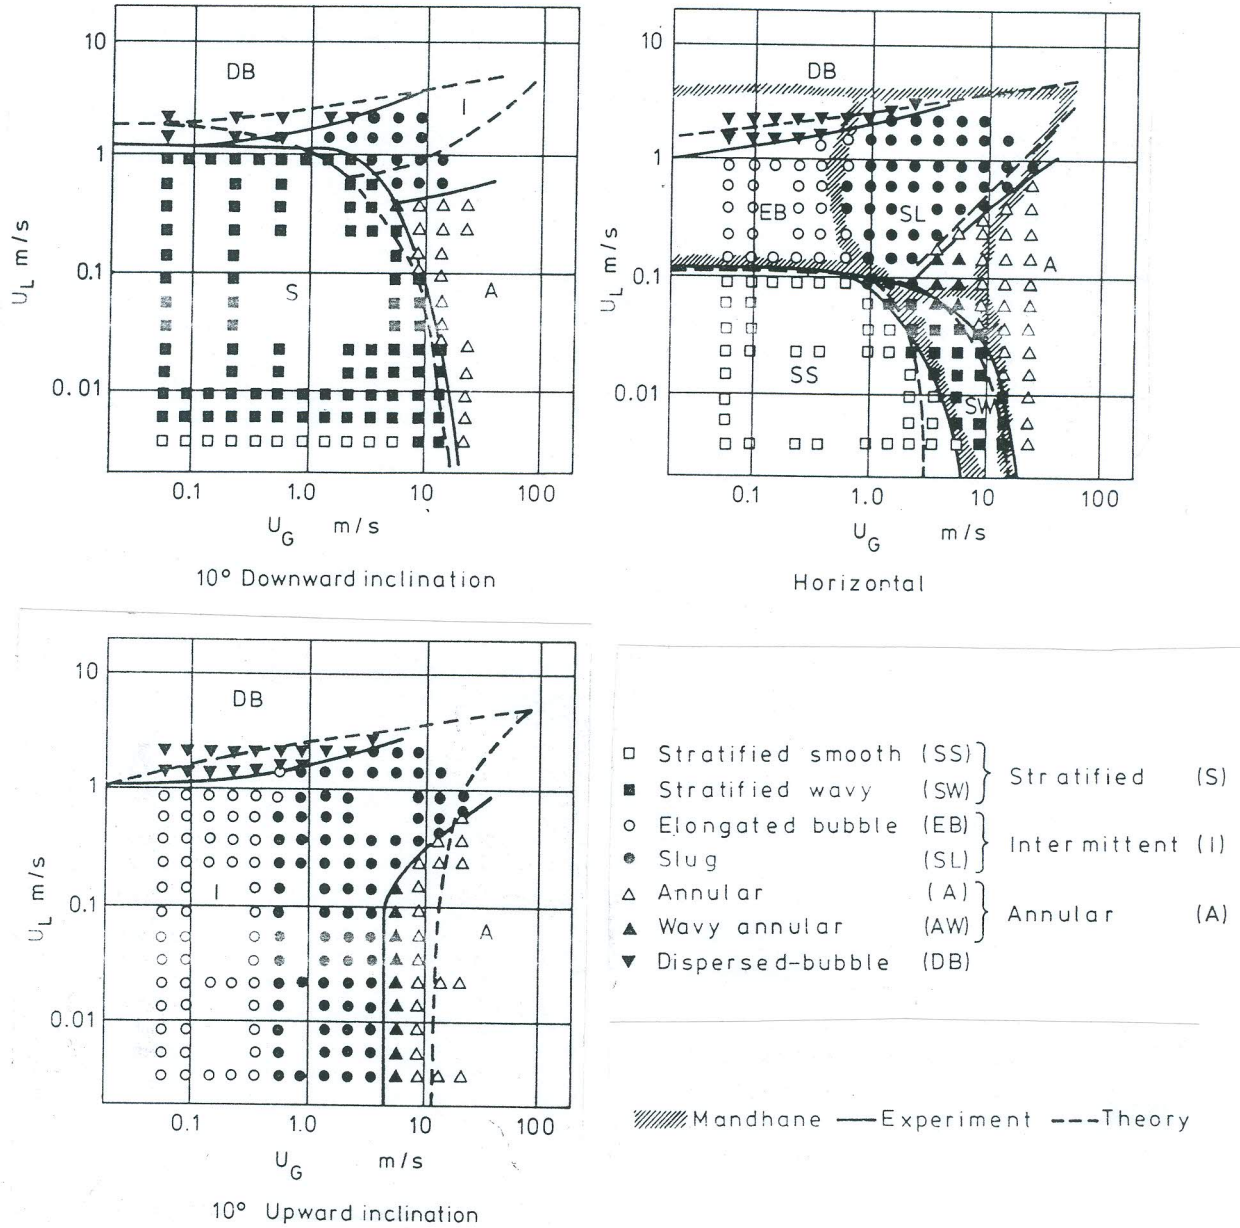 10
DB
I
1
U_L m/s
0.1
S
A
0.01
0.1
1.0
10
100
U_G m/s
10° Downward inclination
10
DB
1
EB
SL
U_L m/s
0.1
A
SS
0.01
SW
0.1
1.0
10
100
U_G m/s
Horizontal
10
DB
1
I
U_L m/s
0.1
A
0.01
0.1
1.0
10
100
U_G m/s
10° Upward inclination
□ Stratified smooth (SS)
■ Stratified wavy (SW)
Stratified (S)
○ Elongated bubble (EB)
● Slug (SL)
Intermittent (I)
△ Annular (A)
▲ Wavy annular (AW)
Annular (A)
▼ Dispersed-bubble (DB)
Mandhane Experiment Theory